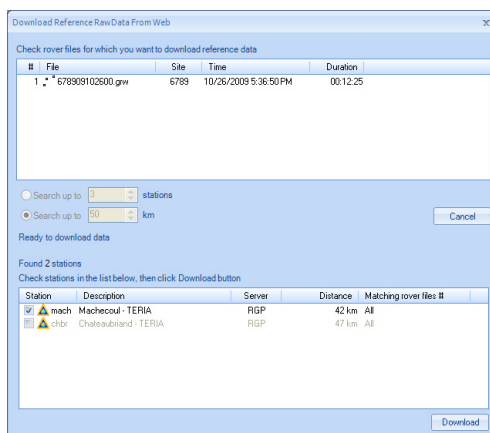 Download Reference Raw Data From Web
Check rover files for which you want to download reference data
# File Site Time Duration
1 678909102600.grw 6789 10/26/2009 5:36:50 PM 00:12:25
Search up to 3 stations
Search up to 50 km
Cancel
Ready to download data
Found 2 stations
Check stations in the list below, then click Download button
Station Description Server Distance Matching rover files #
mach Machecoul - TERIA RGP 42 km All
chbr Chateaubriand - TERIA RGP 47 km All
Download